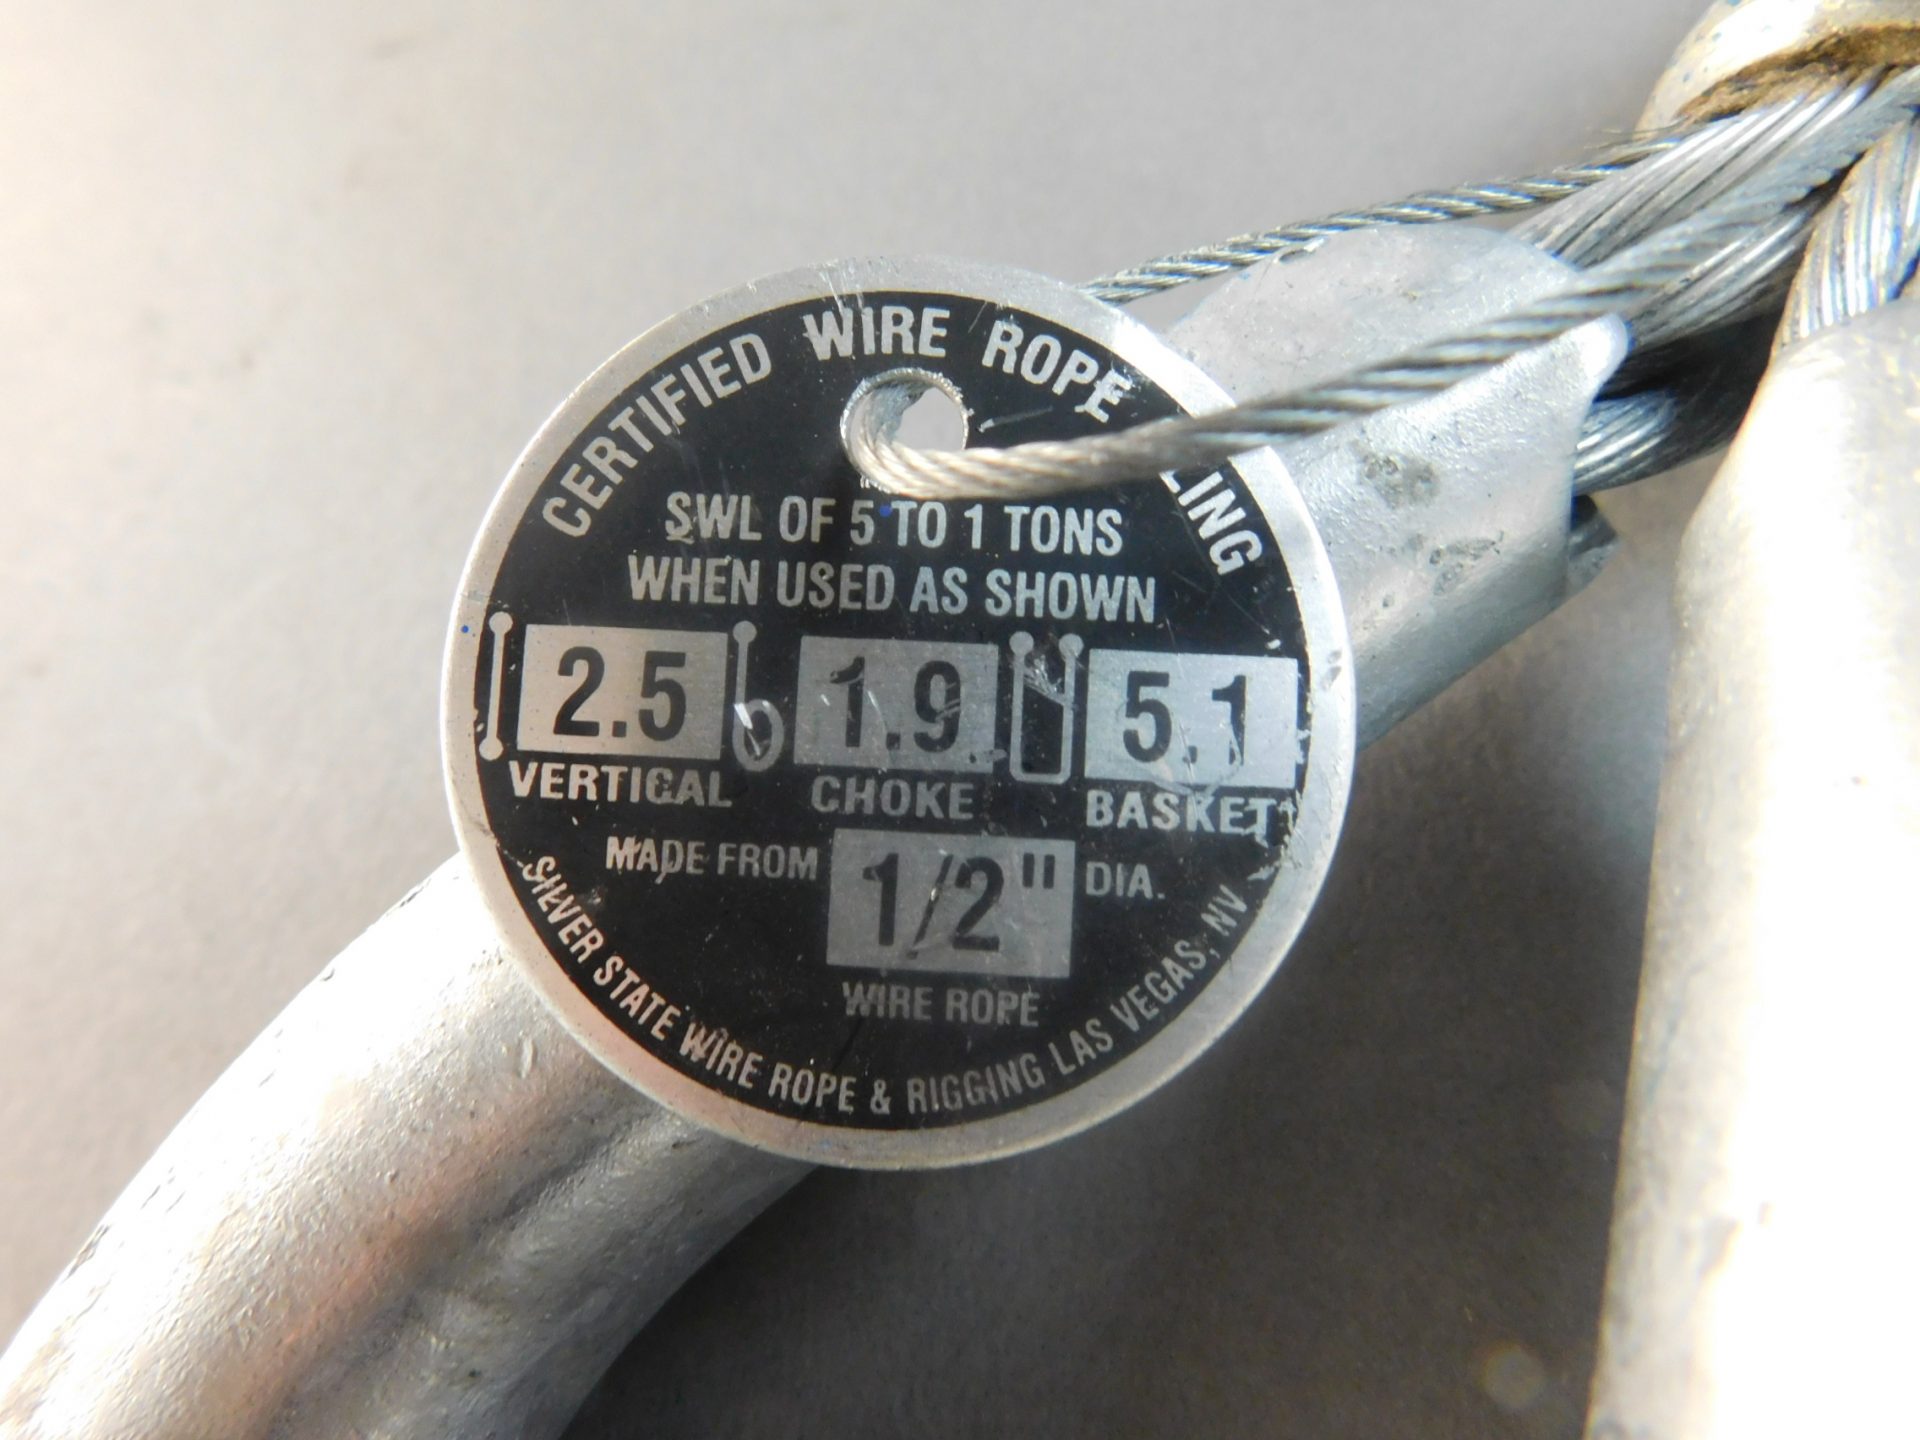 CERTIFIED WIRE ROPE LING
SWL OF 5 TO 1 TONS
WHEN USED AS SHOWN
2.5 1.9 5.1
VERTICAL CHOKE BASKET
MADE FROM 1/2" DIA.
WIRE ROPE
SILVER STATE WIRE ROPE & RIGGING LAS VEGAS, NV